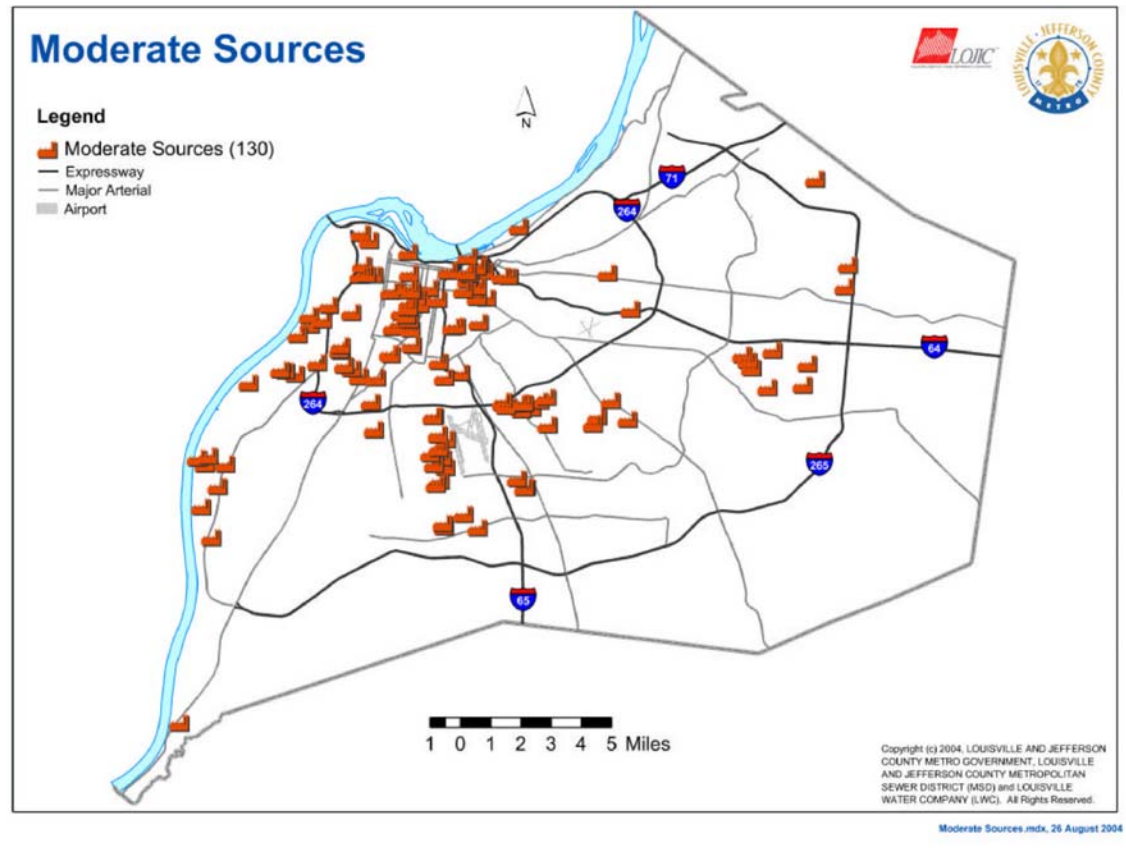 Moderate Sources
LOJIC
LOUISVILLE · JEFFERSON COUNTY
METRO
Legend
Moderate Sources (130)
Expressway
Major Arterial
Airport
N
71
264
64
264
265
65
1 0 1 2 3 4 5 Miles
Copyright (c) 2004, LOUISVILLE AND JEFFERSON
COUNTY METRO GOVERNMENT, LOUISVILLE
AND JEFFERSON COUNTY METROPOLITAN
SEWER DISTRICT (MSD) and LOUISVILLE
WATER COMPANY (LWC). All Rights Reserved.
Moderate Sources.mdx, 26 August 2004